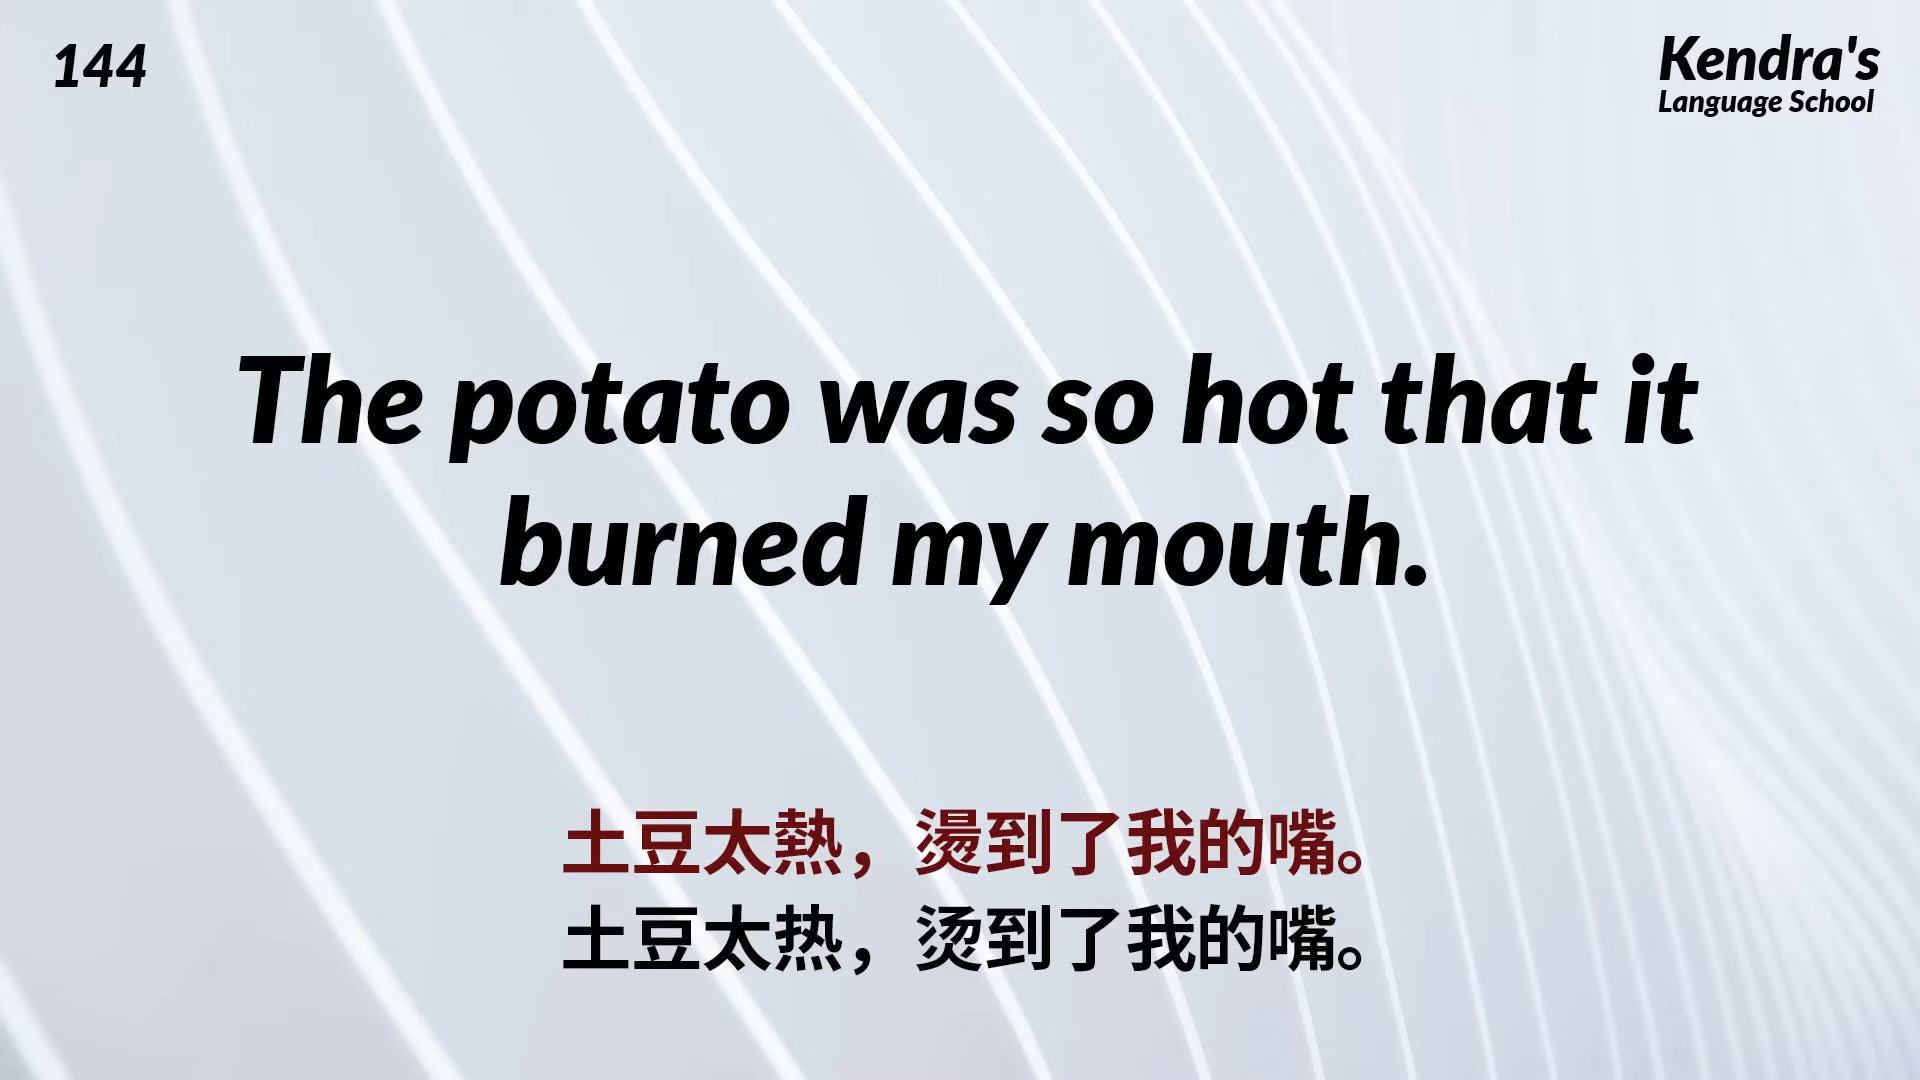 144
Kendra's
Language School
The potato was so hot that it
burned my mouth.
土豆太熱，燙到了我的嘴。
土豆太热，烫到了我的嘴。